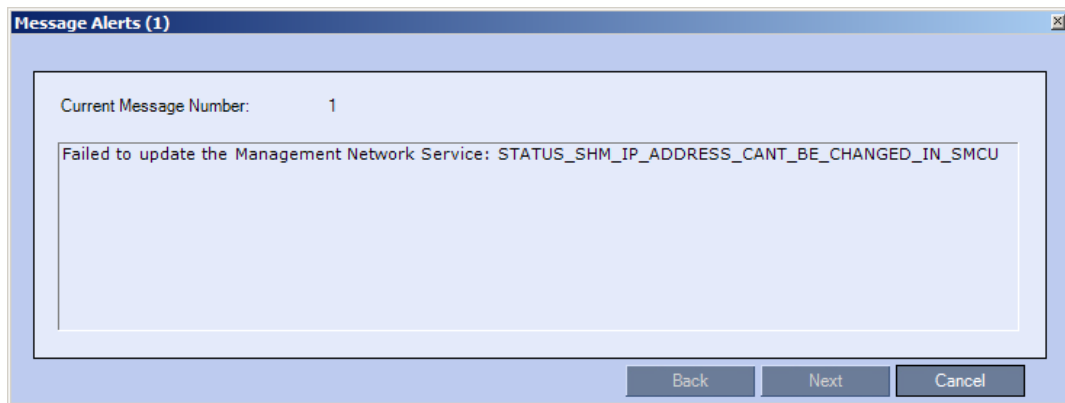 Message Alerts (1)
Current Message Number: 1
Failed to update the Management Network Service: STATUS_SHM_IP_ADDRESS_CANT_BE_CHANGED_IN_SMCU
Back Next Cancel